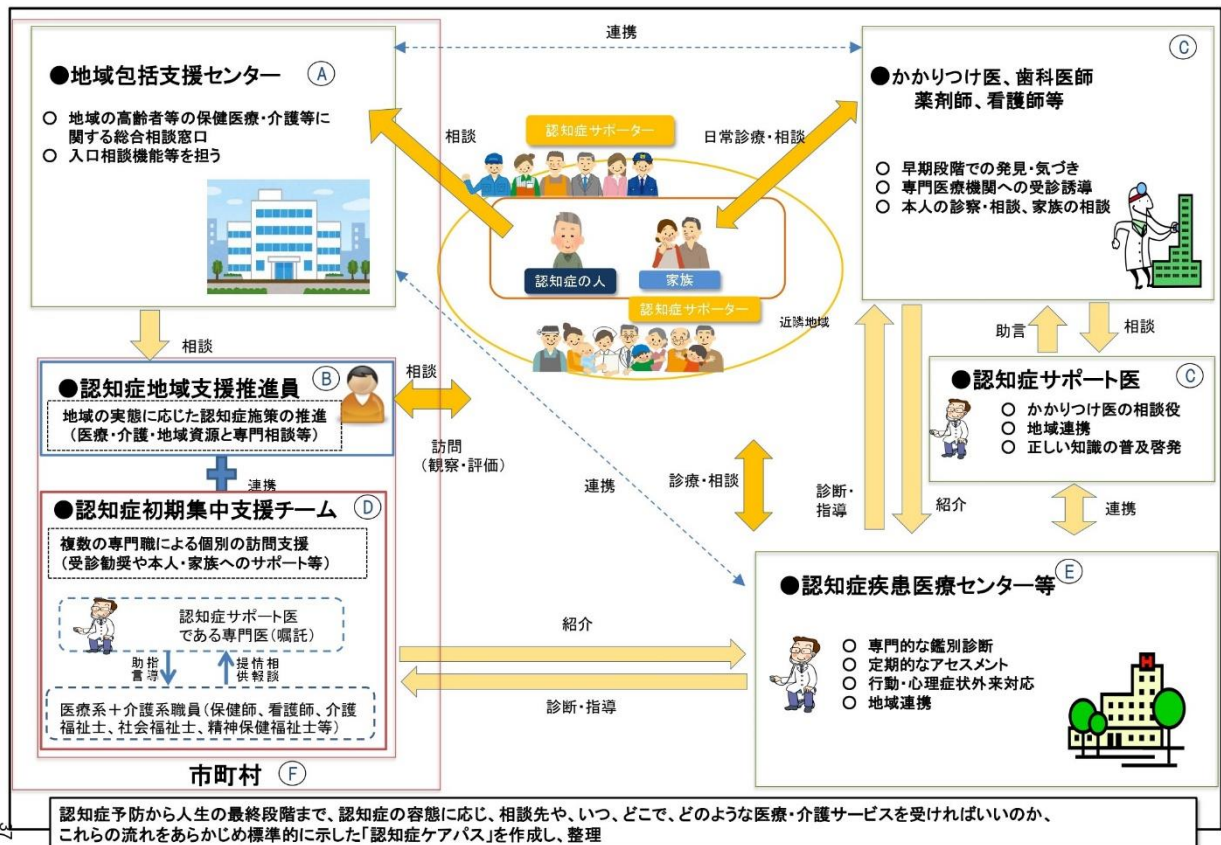 連携
●地域包括支援センター
A
○ 地域の高齢者等の保健医療・介護等に
関する総合相談窓口
○ 入口相談機能等を担う
相談
認知症サポーター
日常診療・相談
認知症の人
家族
認知症サポーター
近隣地域
C
●かかりつけ医、歯科医師
薬剤師、看護師等
○ 早期段階での発見・気づき
○ 専門医療機関への受診誘導
○ 本人の診察・相談、家族の相談
相談
●認知症地域支援推進員
B
地域の実態に応じた認知症施策の推進
(医療・介護・地域資源と専門相談等)
相談
訪問
(観察・評価)
連携
●認知症初期集中支援チーム
D
複数の専門職による個別の訪問支援
(受診勧奨や本人・家族へのサポート等)
認知症サポート医
である専門医(嘱託)
指導
助言
相談
情報
提供
医療系+介護系職員(保健師、看護師、介護
福祉士、社会福祉士、精神保健福祉士等)
市町村
F
連携
診療・相談
診断・
指導
紹介
助言
相談
●認知症サポート医
C
○ かかりつけ医の相談役
○ 地域連携
○ 正しい知識の普及啓発
連携
紹介
診断・指導
●認知症疾患医療センター等
E
○ 専門的な鑑別診断
○ 定期的なアセスメント
○ 行動・心理症状外来対応
○ 地域連携
H
認知症予防から人生の最終段階まで、認知症の容態に応じ、相談先や、いつ、どこで、どのような医療・介護サービスを受ければいいのか、
これらの流れをあらかじめ標準的に示した「認知症ケアパス」を作成し、整理
37